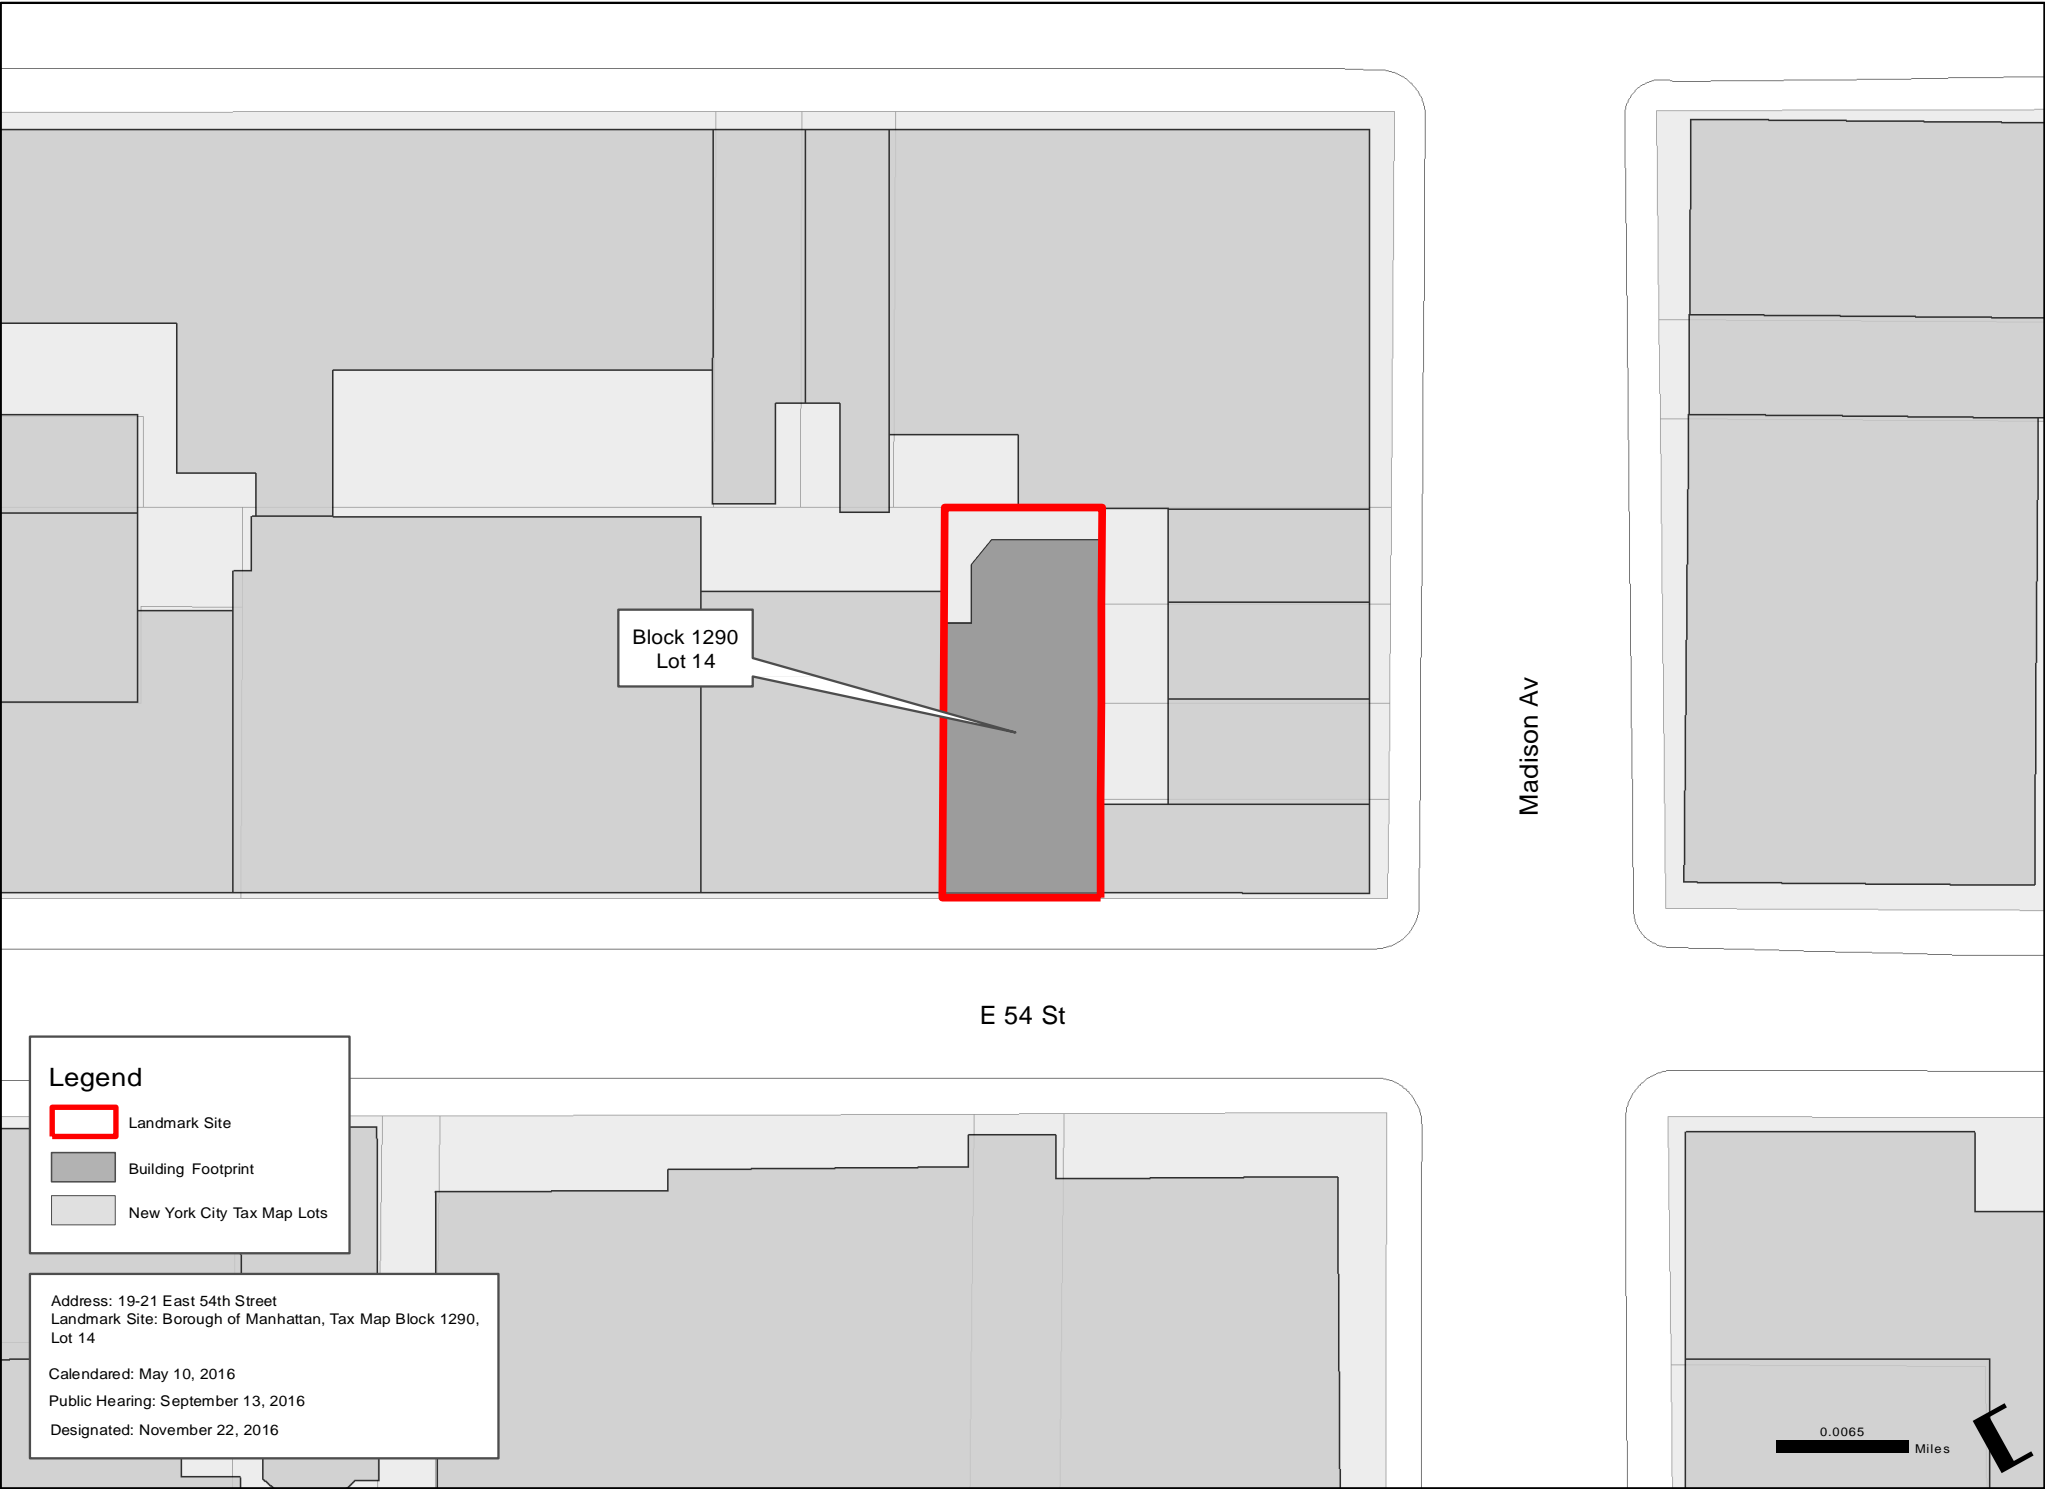 Block 1290
Lot 14
Madison Av
E 54 St
Legend
Landmark Site
Building Footprint
New York City Tax Map Lots
Address: 19-21 East 54th Street
Landmark Site: Borough of Manhattan, Tax Map Block 1290,
Lot 14
Calendared: May 10, 2016
Public Hearing: September 13, 2016
Designated: November 22, 2016
0.0065
Miles